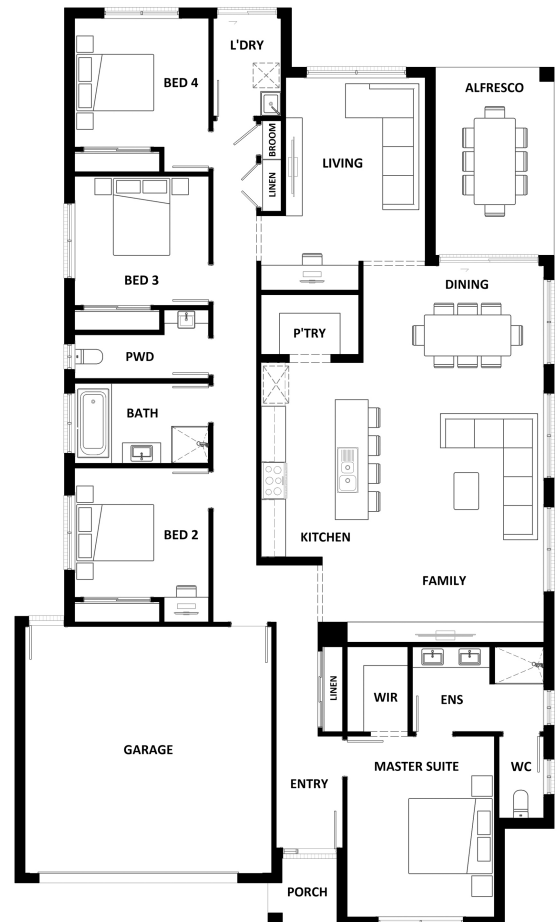 L'DRY
BED 4
ALFRESCO
BROOM
LIVING
LINEN
BED 3
DINING
P'TRY
PWD
BATH
BED 2
KITCHEN
FAMILY
LINEN
WIR
ENS
GARAGE
MASTER SUITE
WC
ENTRY
PORCH